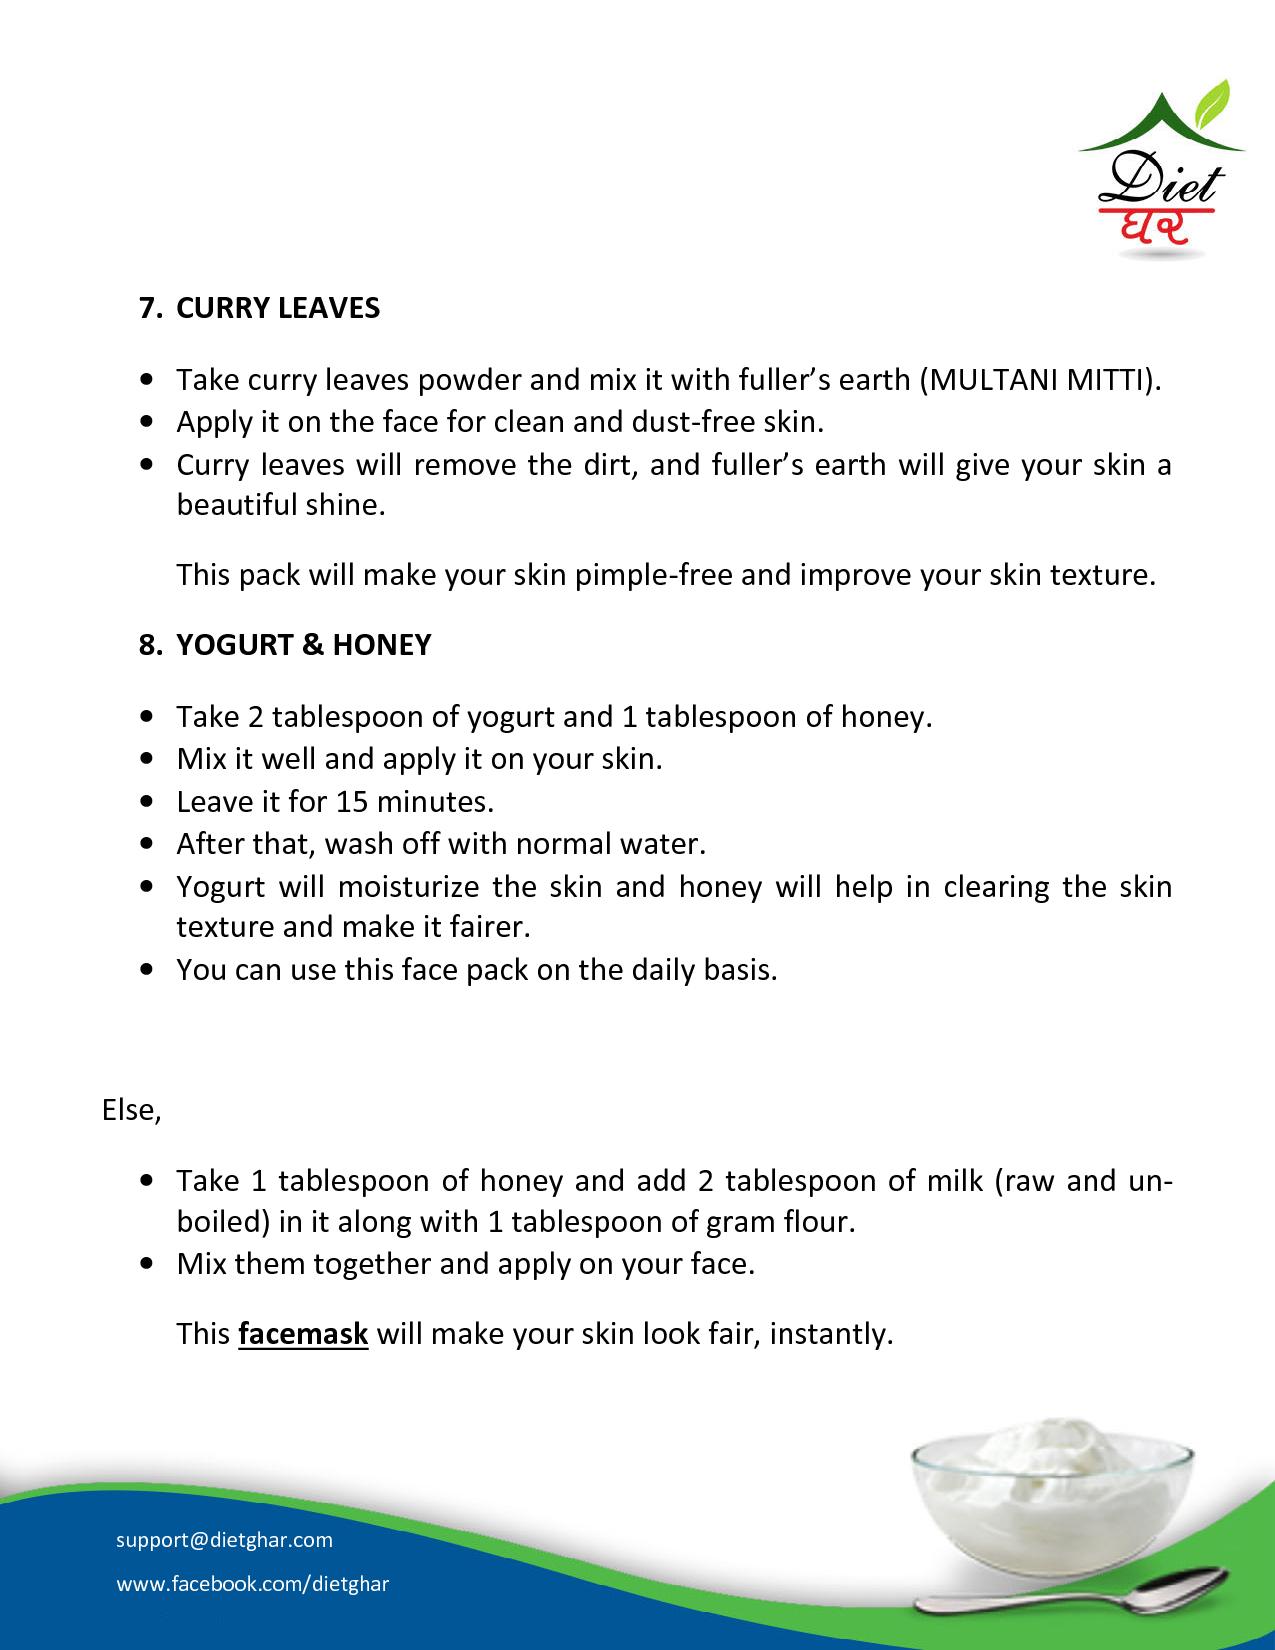 Diet
ઘર
7. CURRY LEAVES
• Take curry leaves powder and mix it with fuller’s earth (MULTANI MITTI).
• Apply it on the face for clean and dust-free skin.
• Curry leaves will remove the dirt, and fuller’s earth will give your skin a
beautiful shine.
This pack will make your skin pimple-free and improve your skin texture.
8. YOGURT & HONEY
• Take 2 tablespoon of yogurt and 1 tablespoon of honey.
• Mix it well and apply it on your skin.
• Leave it for 15 minutes.
• After that, wash off with normal water.
• Yogurt will moisturize the skin and honey will help in clearing the skin
texture and make it fairer.
• You can use this face pack on the daily basis.
Else,
• Take 1 tablespoon of honey and add 2 tablespoon of milk (raw and un-
boiled) in it along with 1 tablespoon of gram flour.
• Mix them together and apply on your face.
This facemask will make your skin look fair, instantly.
support@dietghar.com
www.facebook.com/dietghar